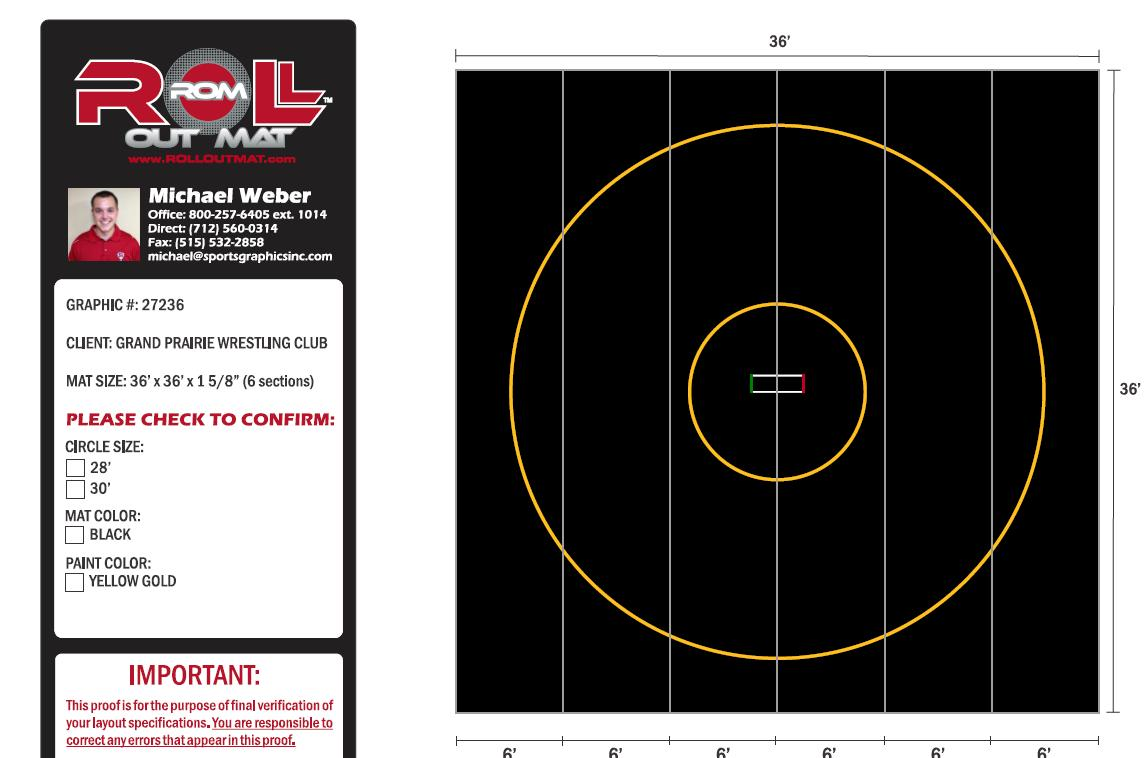 ROLL
ROM
™
OUT MAT
www.ROLLOUTMAT.com
Michael Weber
Office: 800-257-6405 ext. 1014
Direct: (712) 560-0314
Fax: (515) 532-2858
michael@sportsgraphicsinc.com
GRAPHIC #: 27236
CLIENT: GRAND PRAIRIE WRESTLING CLUB
MAT SIZE: 36’ x 36’ x 1 5/8” (6 sections)
PLEASE CHECK TO CONFIRM:
CIRCLE SIZE:
28’
30’
MAT COLOR:
BLACK
PAINT COLOR:
YELLOW GOLD
IMPORTANT:
This proof is for the purpose of final verification of
your layout specifications. You are responsible to
correct any errors that appear in this proof.
36’
36’
6’ 6’ 6’ 6’ 6’ 6’